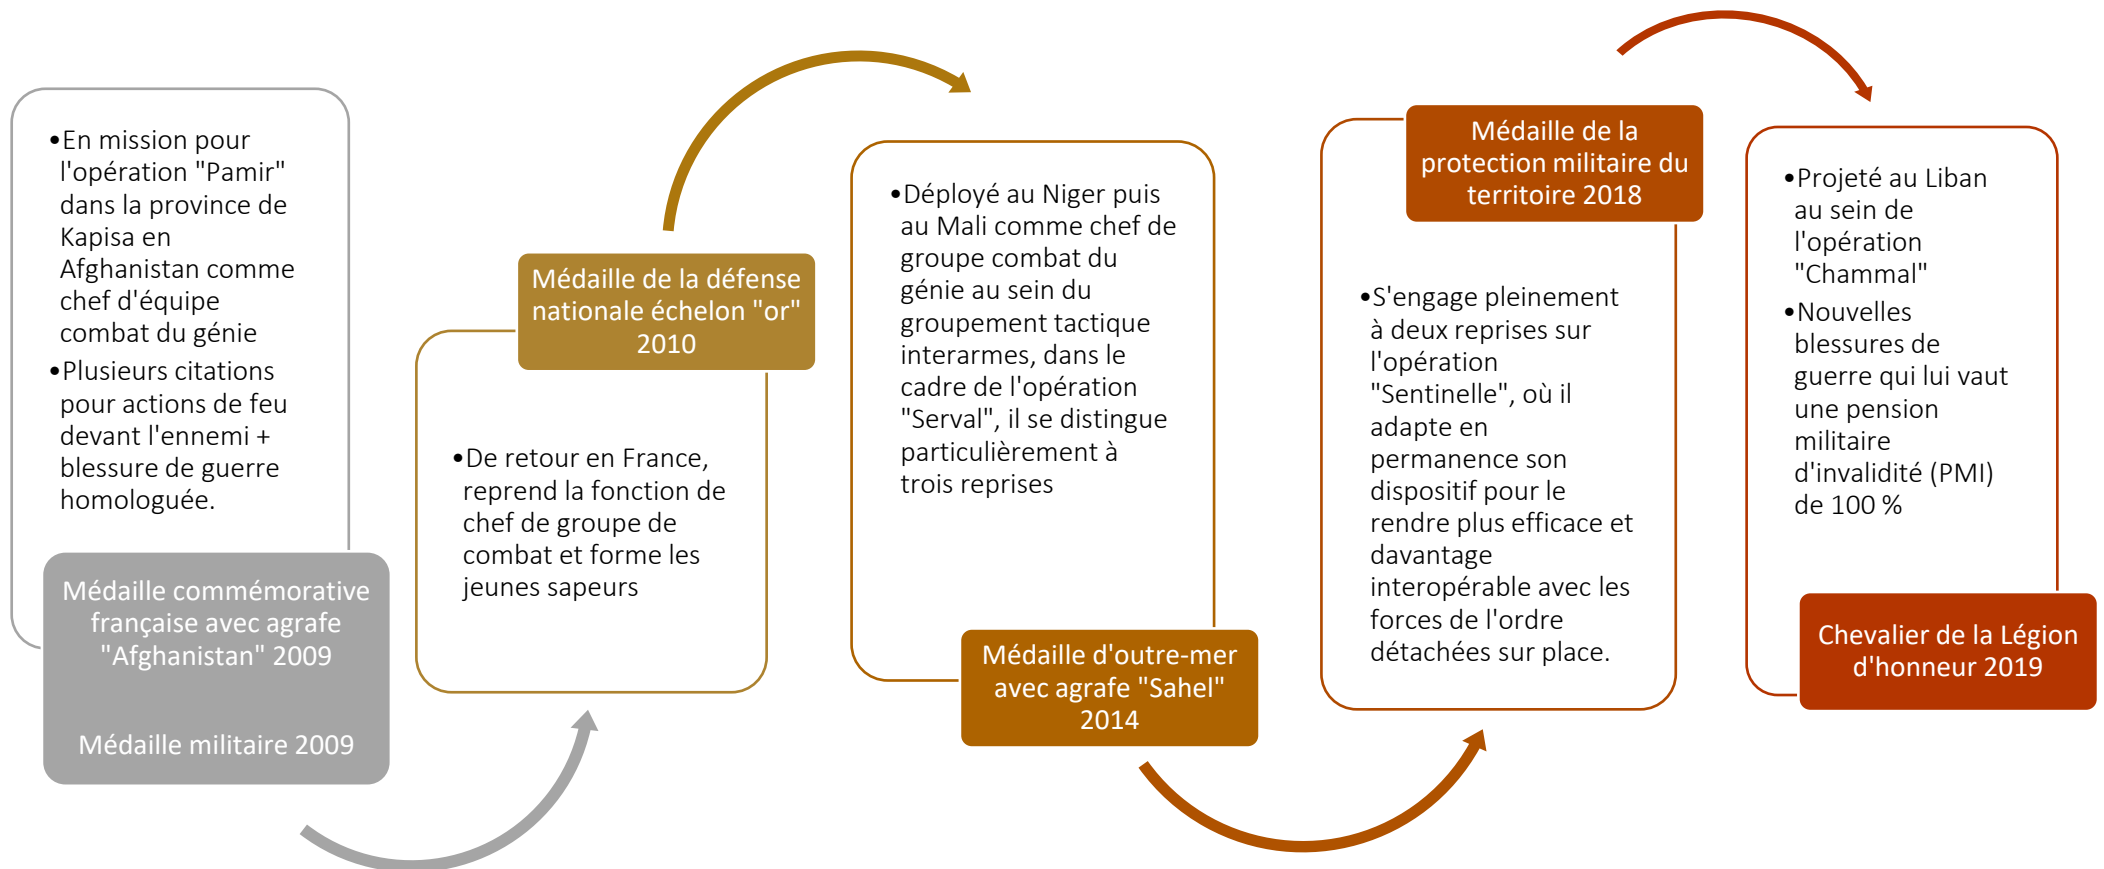 •En mission pour
l'opération "Pamir"
dans la province de
Kapisa en
Afghanistan comme
chef d'équipe
combat du génie
•Plusieurs citations
pour actions de feu
devant l'ennemi +
blessure de guerre
homologuée.
Médaille commémorative
française avec agrafe
"Afghanistan" 2009
Médaille militaire 2009
Médaille de la défense
nationale échelon "or"
2010
•De retour en France,
reprend la fonction de
chef de groupe de
combat et forme les
jeunes sapeurs
•Déployé au Niger puis
au Mali comme chef de
groupe combat du
génie au sein du
groupement tactique
interarmes, dans le
cadre de l'opération
"Serval", il se distingue
particulièrement à
trois reprises
Médaille d'outre-mer
avec agrafe "Sahel"
2014
Médaille de la
protection militaire du
territoire 2018
•S'engage pleinement
à deux reprises sur
l'opération
"Sentinelle", où il
adapte en
permanence son
dispositif pour le
rendre plus efficace et
davantage
interopérable avec les
forces de l'ordre
détachées sur place.
•Projeté au Liban
au sein de
l'opération
"Chammal"
•Nouvelles
blessures de
guerre qui lui vaut
une pension
militaire
d'invalidité (PMI)
de 100 %
Chevalier de la Légion
d'honneur 2019